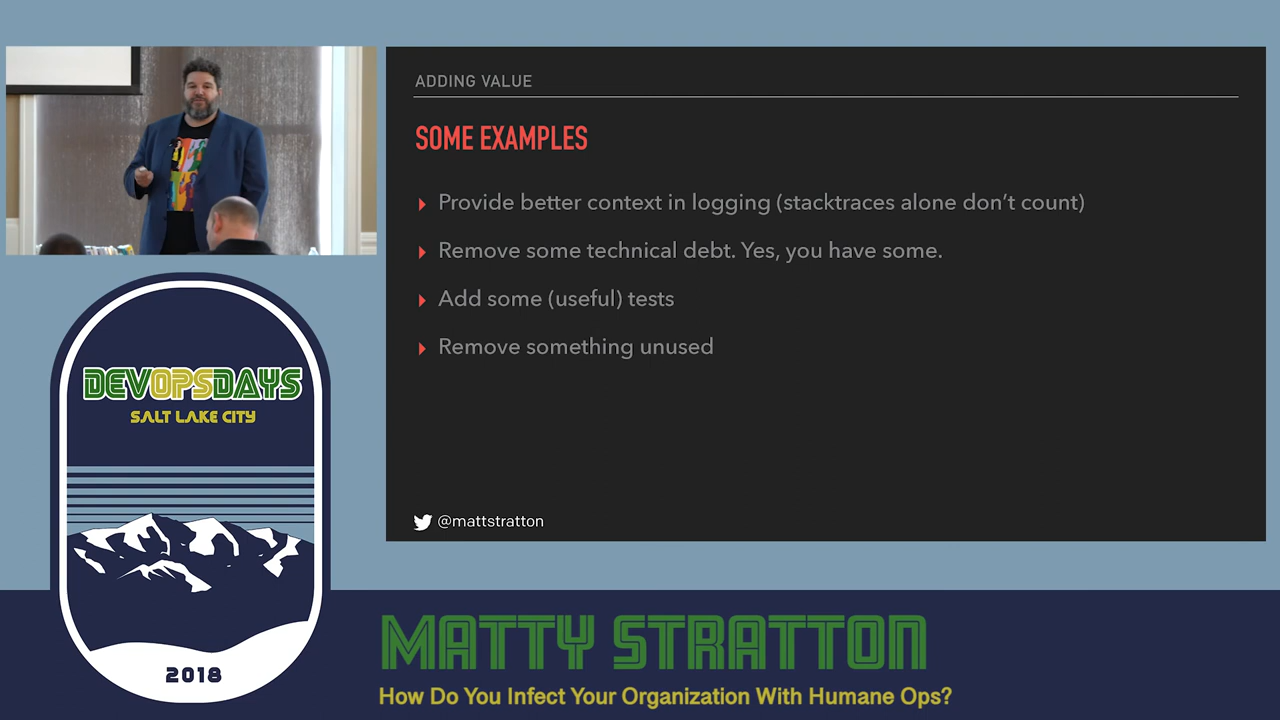 ADDING VALUE
SOME EXAMPLES
Provide better context in logging (stacktraces alone don’t count)
Remove some technical debt. Yes, you have some.
Add some (useful) tests
Remove something unused
@mattstratton
DEVOPSDAYS
SALT LAKE CITY
2018
MATTY STRATTON
How Do You Infect Your Organization With Humane Ops?